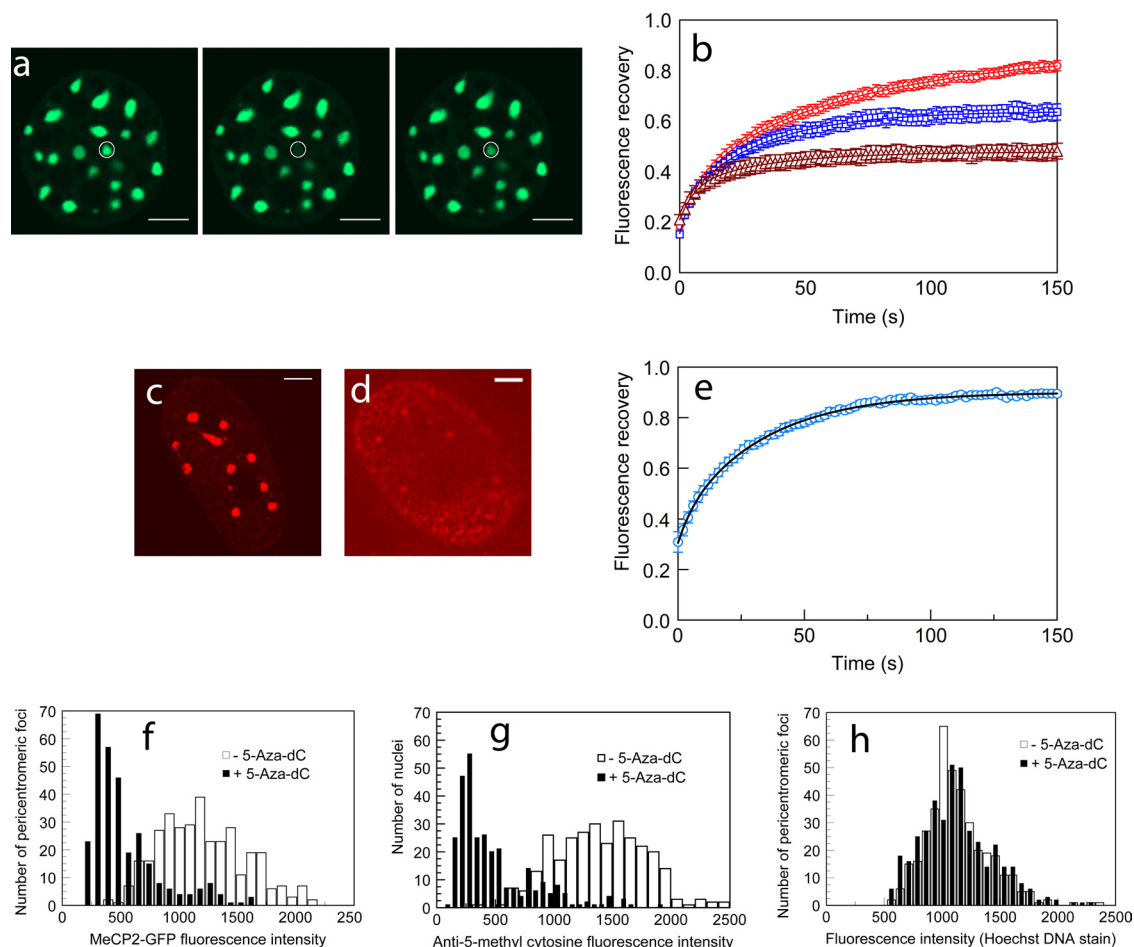 a
b
Fluorescence recovery
1.0
0.8
0.6
0.4
0.2
0.0
0 50 100 150
Time (s)
c
d
e
Fluorescence recovery
1.0
0.8
0.6
0.4
0.2
0.0
0 50 100 150
Time (s)
f
Number of pericentromeric foci
70
60
50
40
30
20
10
0
- 5-Aza-dC
+ 5-Aza-dC
0 500 1000 1500 2000 250
MeCP2-GFP fluorescence intensity
g
Number of nuclei
70
60
50
40
30
20
10
0
- 5-Aza-dC
+ 5-Aza-dC
0 500 1000 1500 2000 2500
Anti-5-methyl cytosine fluorescence intensity
h
Number of pericentromeric foci
70
60
50
40
30
20
10
0
- 5-Aza-dC
+ 5-Aza-dC
0 500 1000 1500 2000 2500
Fluorescence intensity (Hoechst DNA stain)